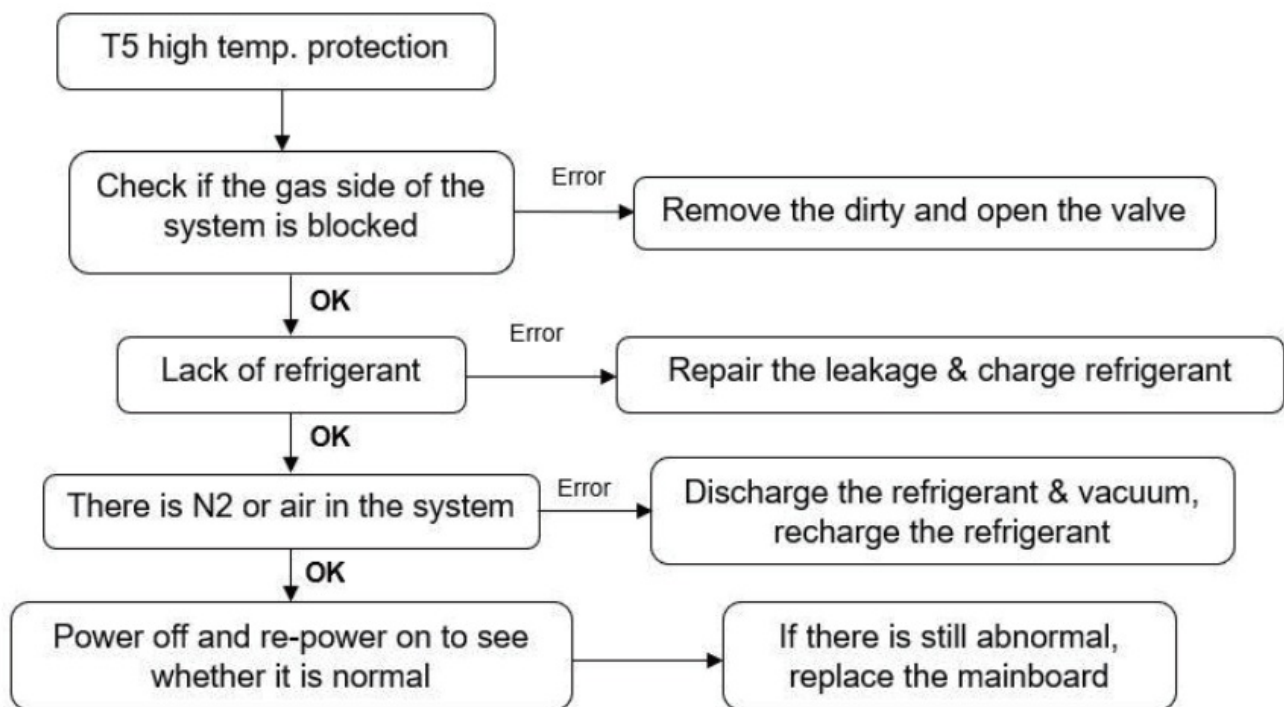 T5 high temp. protection
Check if the gas side of the
system is blocked
Error
Remove the dirty and open the valve
OK
Lack of refrigerant
Error
Repair the leakage & charge refrigerant
OK
There is N2 or air in the system
Error
Discharge the refrigerant & vacuum,
recharge the refrigerant
OK
Power off and re-power on to see
whether it is normal
If there is still abnormal,
replace the mainboard